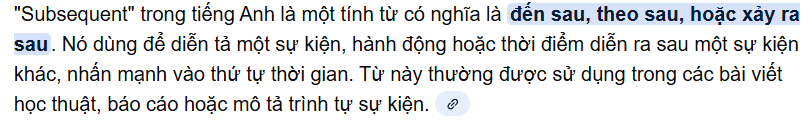 "Subsequent" trong tiếng Anh là một tính từ có nghĩa là đến sau, theo sau, hoặc xảy ra
sau. Nó dùng để diễn tả một sự kiện, hành động hoặc thời điểm diễn ra sau một sự kiện
khác, nhấn mạnh vào thứ tự thời gian. Từ này thường được sử dụng trong các bài viết
học thuật, báo cáo hoặc mô tả trình tự sự kiện.